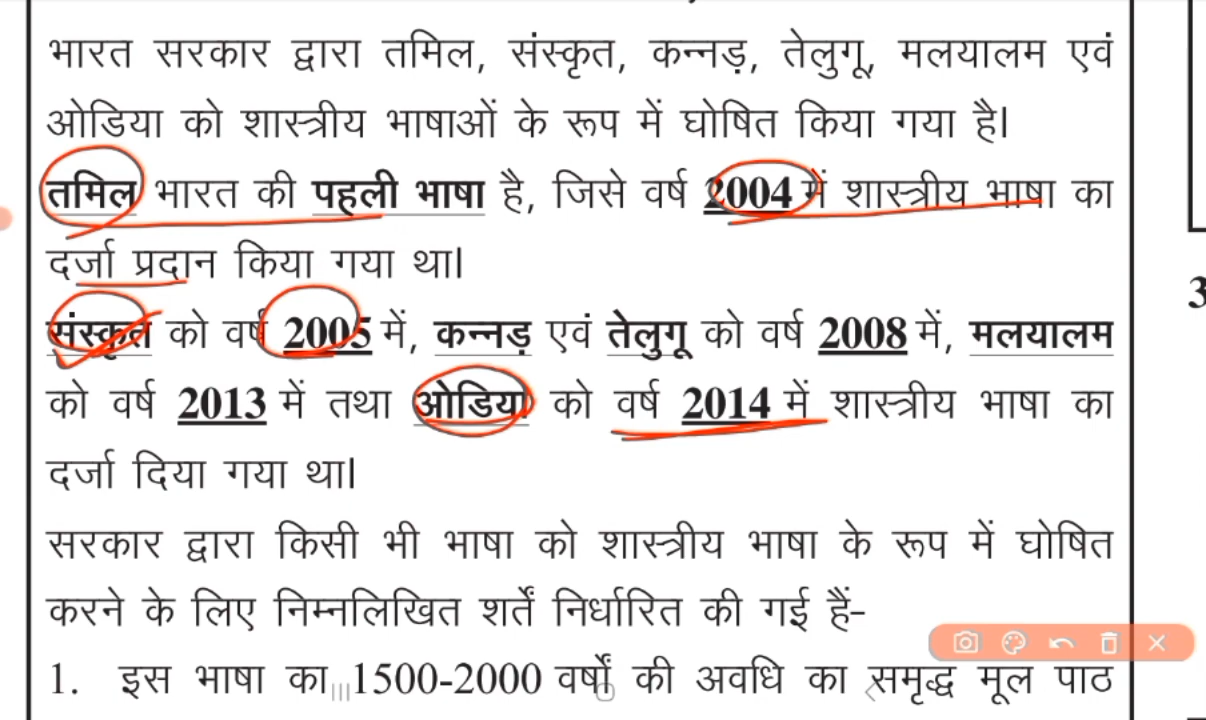 भारत सरकार द्वारा तमिल, संस्कृत, कन्नड़, तेलुगू, मलयालम एवं
ओडिया को शास्त्रीय भाषाओं के रूप में घोषित किया गया है।
तमिल भारत की पहली भाषा है, जिसे वर्ष 2004 में शास्त्रीय भाषा का
दर्जा प्रदान किया गया था।
संस्कृत को वर्ष 2005 में, कन्नड़ एवं तेलुगू को वर्ष 2008 में, मलयालम
को वर्ष 2013 में तथा ओडिया को वर्ष 2014 में शास्त्रीय भाषा का
दर्जा दिया गया था।
सरकार द्वारा किसी भी भाषा को शास्त्रीय भाषा के रूप में घोषित
करने के लिए निम्नलिखित शर्तें निर्धारित की गई हैं-
1. इस भाषा का 1500-2000 वर्षों की अवधि का समृद्ध मूल पाठ
3